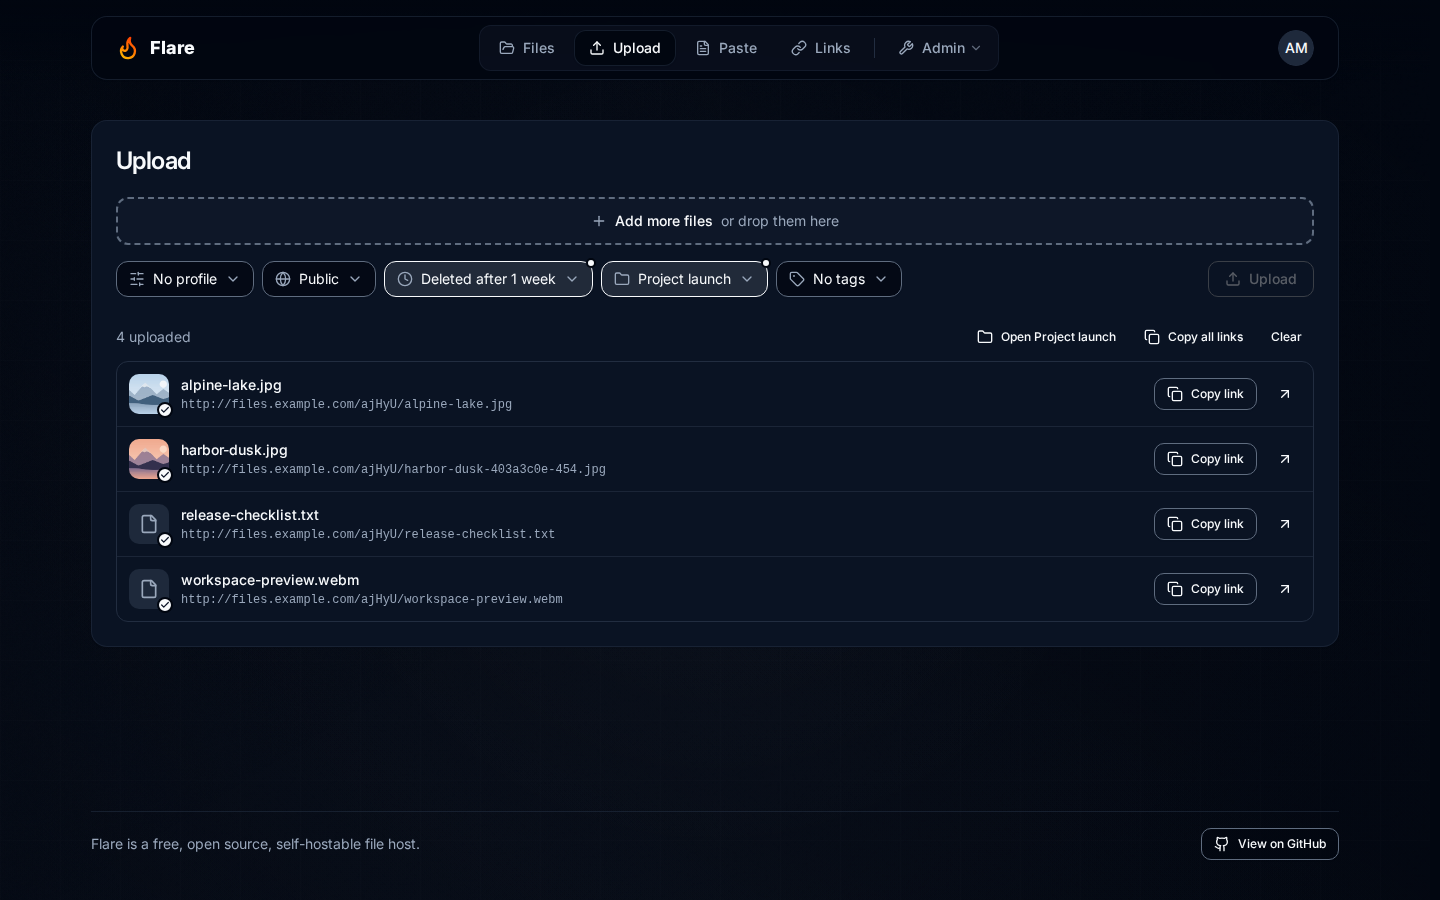 Flare
Files
Upload
Paste
Links
Admin
AM
Upload
Add more files or drop them here
No profile
Public
Deleted after 1 week
Project launch
No tags
Upload
4 uploaded
Open Project launch
Copy all links
Clear
alpine-lake.jpg
http://files.example.com/ajHyU/alpine-lake.jpg
Copy link
harbor-dusk.jpg
http://files.example.com/ajHyU/harbor-dusk-403a3c0e-454.jpg
Copy link
release-checklist.txt
http://files.example.com/ajHyU/release-checklist.txt
Copy link
workspace-preview.webm
http://files.example.com/ajHyU/workspace-preview.webm
Copy link
Flare is a free, open source, self-hostable file host.
View on GitHub